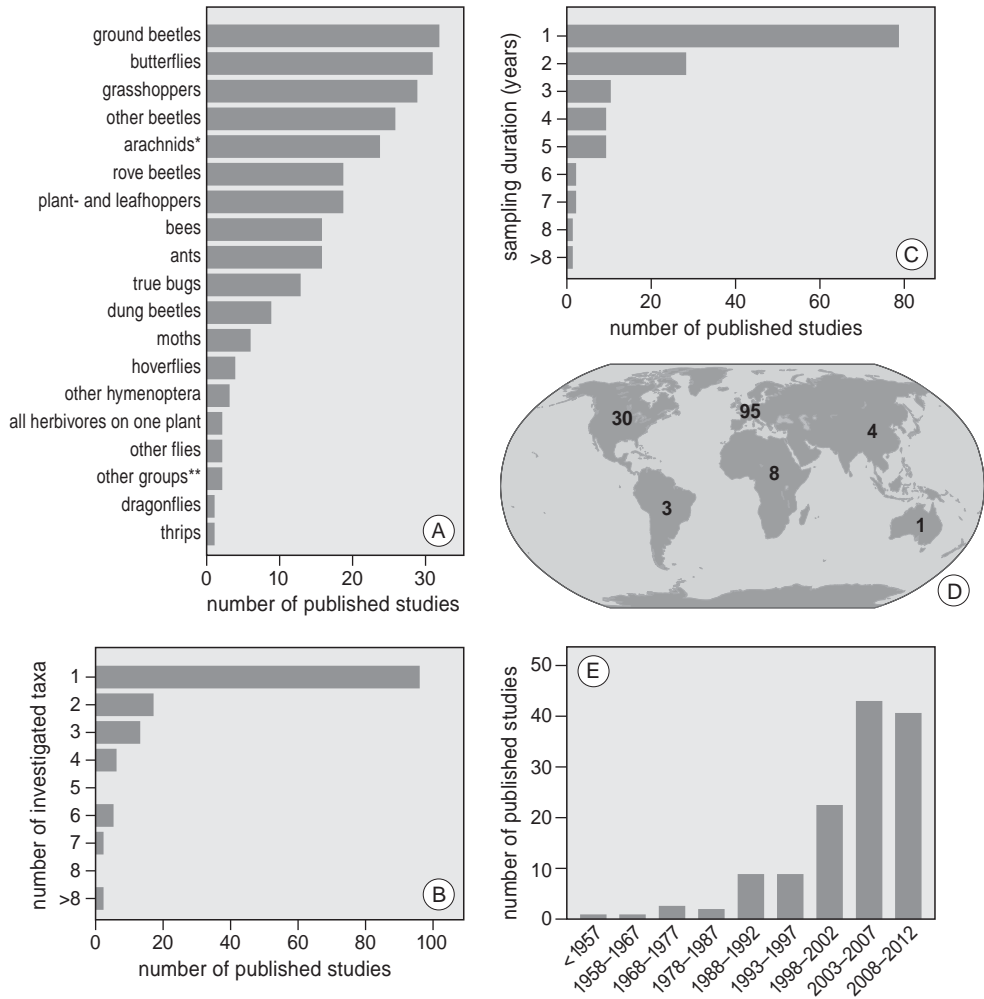 ground beetles
butterflies
grasshoppers
other beetles
arachnids*
rove beetles
plant- and leafhoppers
bees
ants
true bugs
dung beetles
moths
hoverflies
other hymenoptera
all herbivores on one plant
other flies
other groups**
dragonflies
thrips
A
0 10 20 30
number of published studies
sampling duration (years)
1
2
3
4
5
6
7
8
>8
C
0 20 40 60 80
number of published studies
30
95
4
8
3
1
D
number of investigated taxa
1
2
3
4
5
6
7
8
>8
B
0 20 40 60 80 100
number of published studies
E
number of published studies
50
40
30
20
10
0
<1957
1958–1967
1968–1977
1978–1987
1988–1992
1993–1997
1998–2002
2003–2007
2008–2012